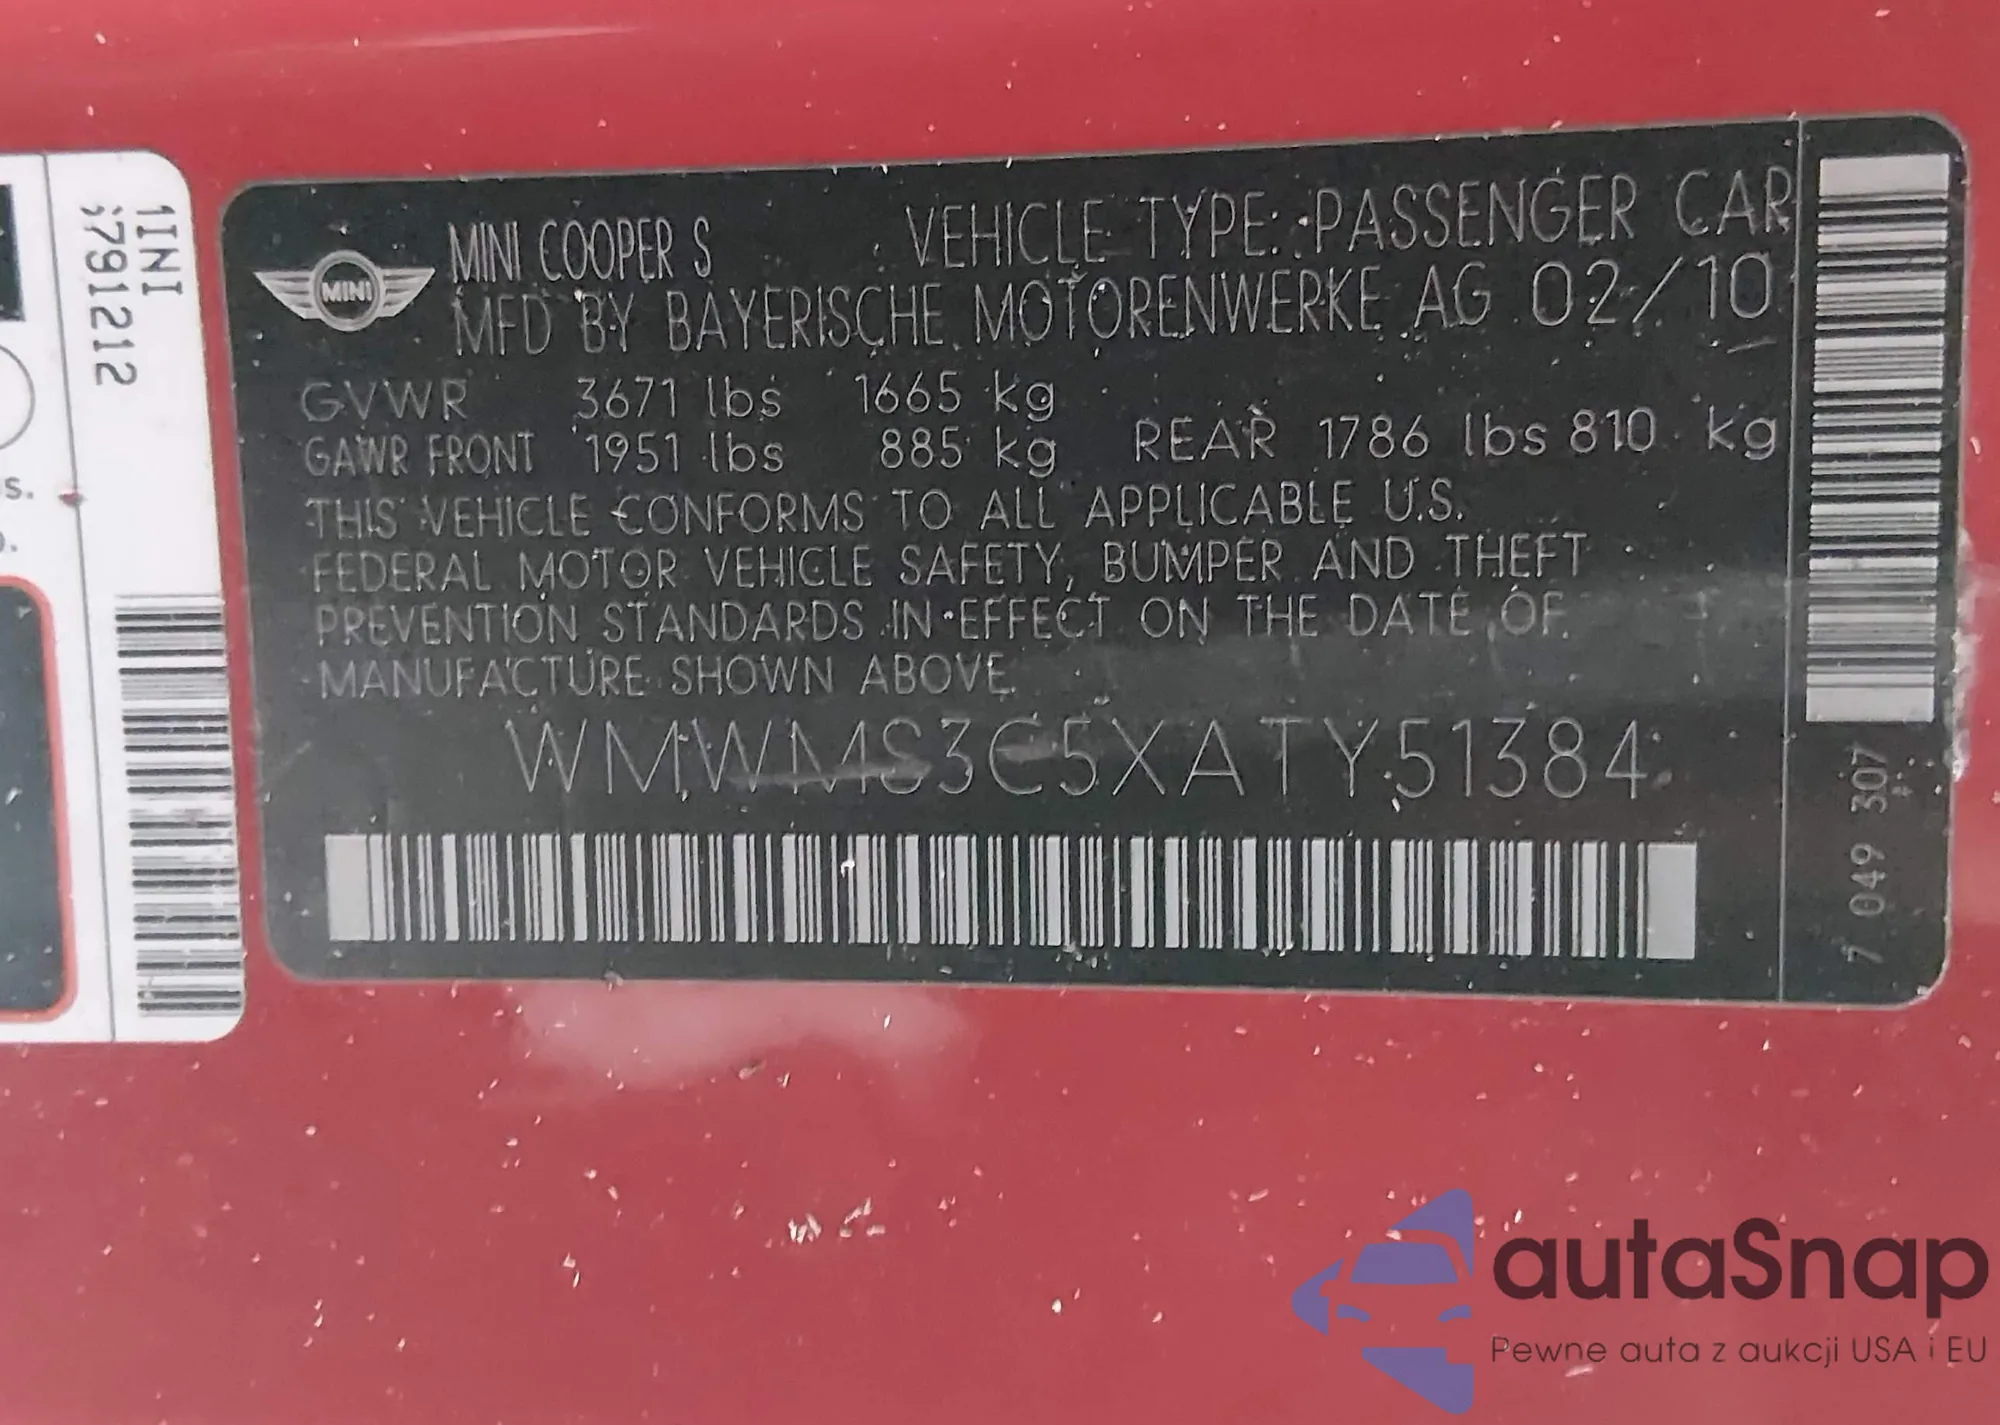 1INI
791212
s.
MINI
MINI COOPER S VEHICLE TYPE: PASSENGER CAR
MFD BY BAYERISCHE MOTORENWERKE AG 02/10
GVWR 3671 lbs 1665 kg
GAWR FRONT 1951 lbs 885 kg REAR 1786 lbs 810 kg
THIS VEHICLE CONFORMS TO ALL APPLICABLE U.S.
FEDERAL MOTOR VEHICLE SAFETY, BUMPER AND THEFT
PREVENTION STANDARDS IN EFFECT ON THE DATE OF
MANUFACTURE SHOWN ABOVE.
WMWMS3C5XATY51384
7 049 307
autaSnap
Pewne auta z aukcji USA i EU